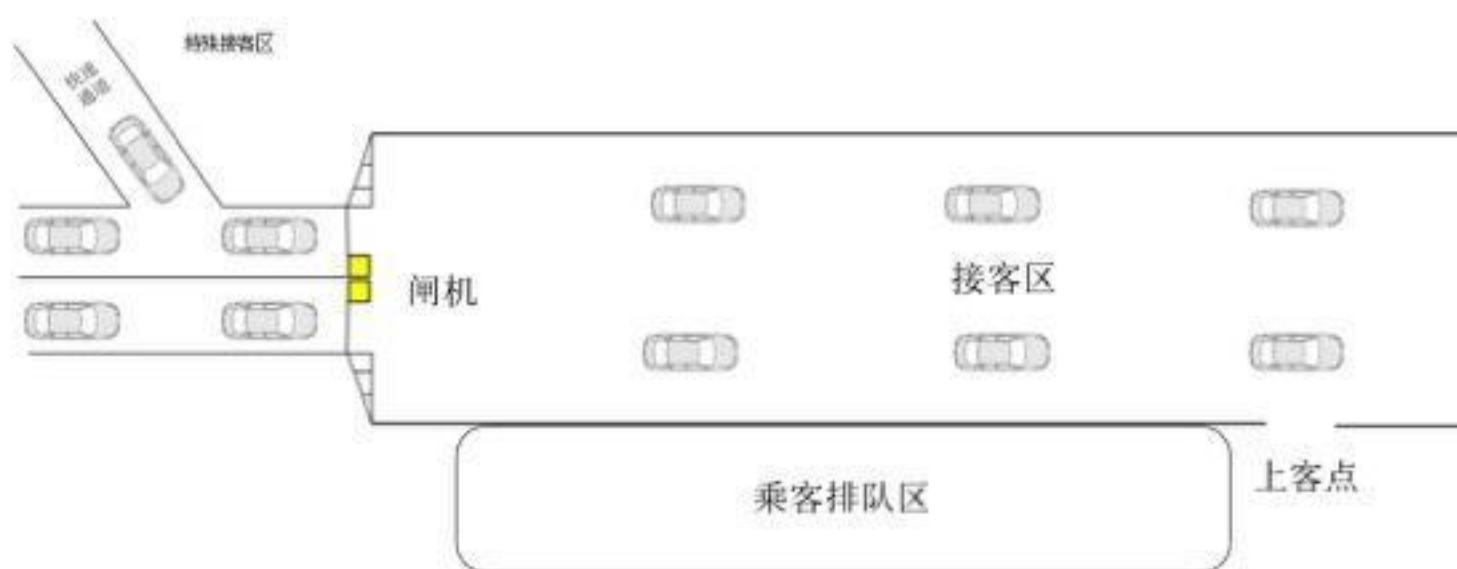 特殊接客区
快速
通道
闸机
接客区
乘客排队区
上客点